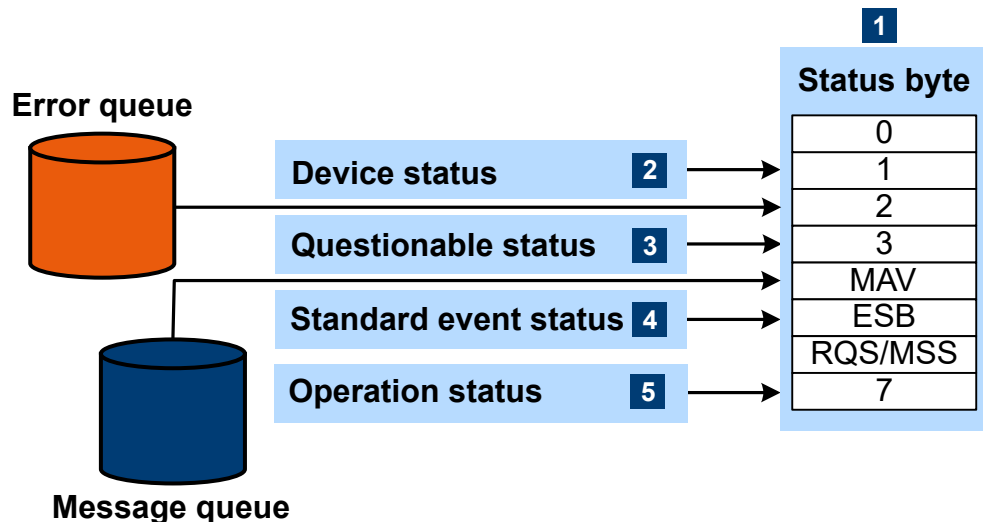 1
Status byte
Error queue
0
Device status 2
1
2
Questionable status 3
3
MAV
Standard event status 4
ESB
RQS/MSS
Operation status 5
7
Message queue